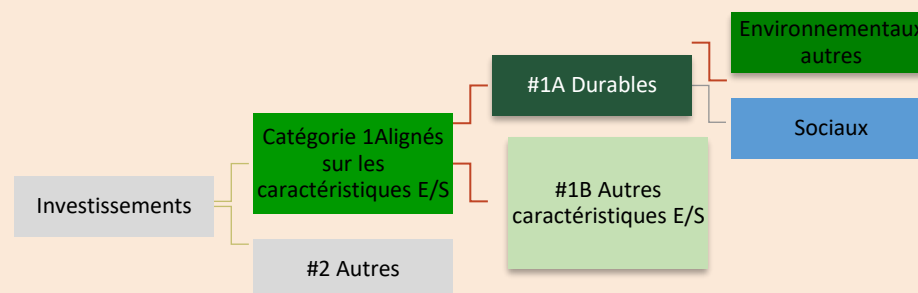 Environnementaux
autres
#1A Durables
Sociaux
Catégorie 1Alignés
sur les
caractéristiques E/S
#1B Autres
caractéristiques E/S
Investissements
#2 Autres